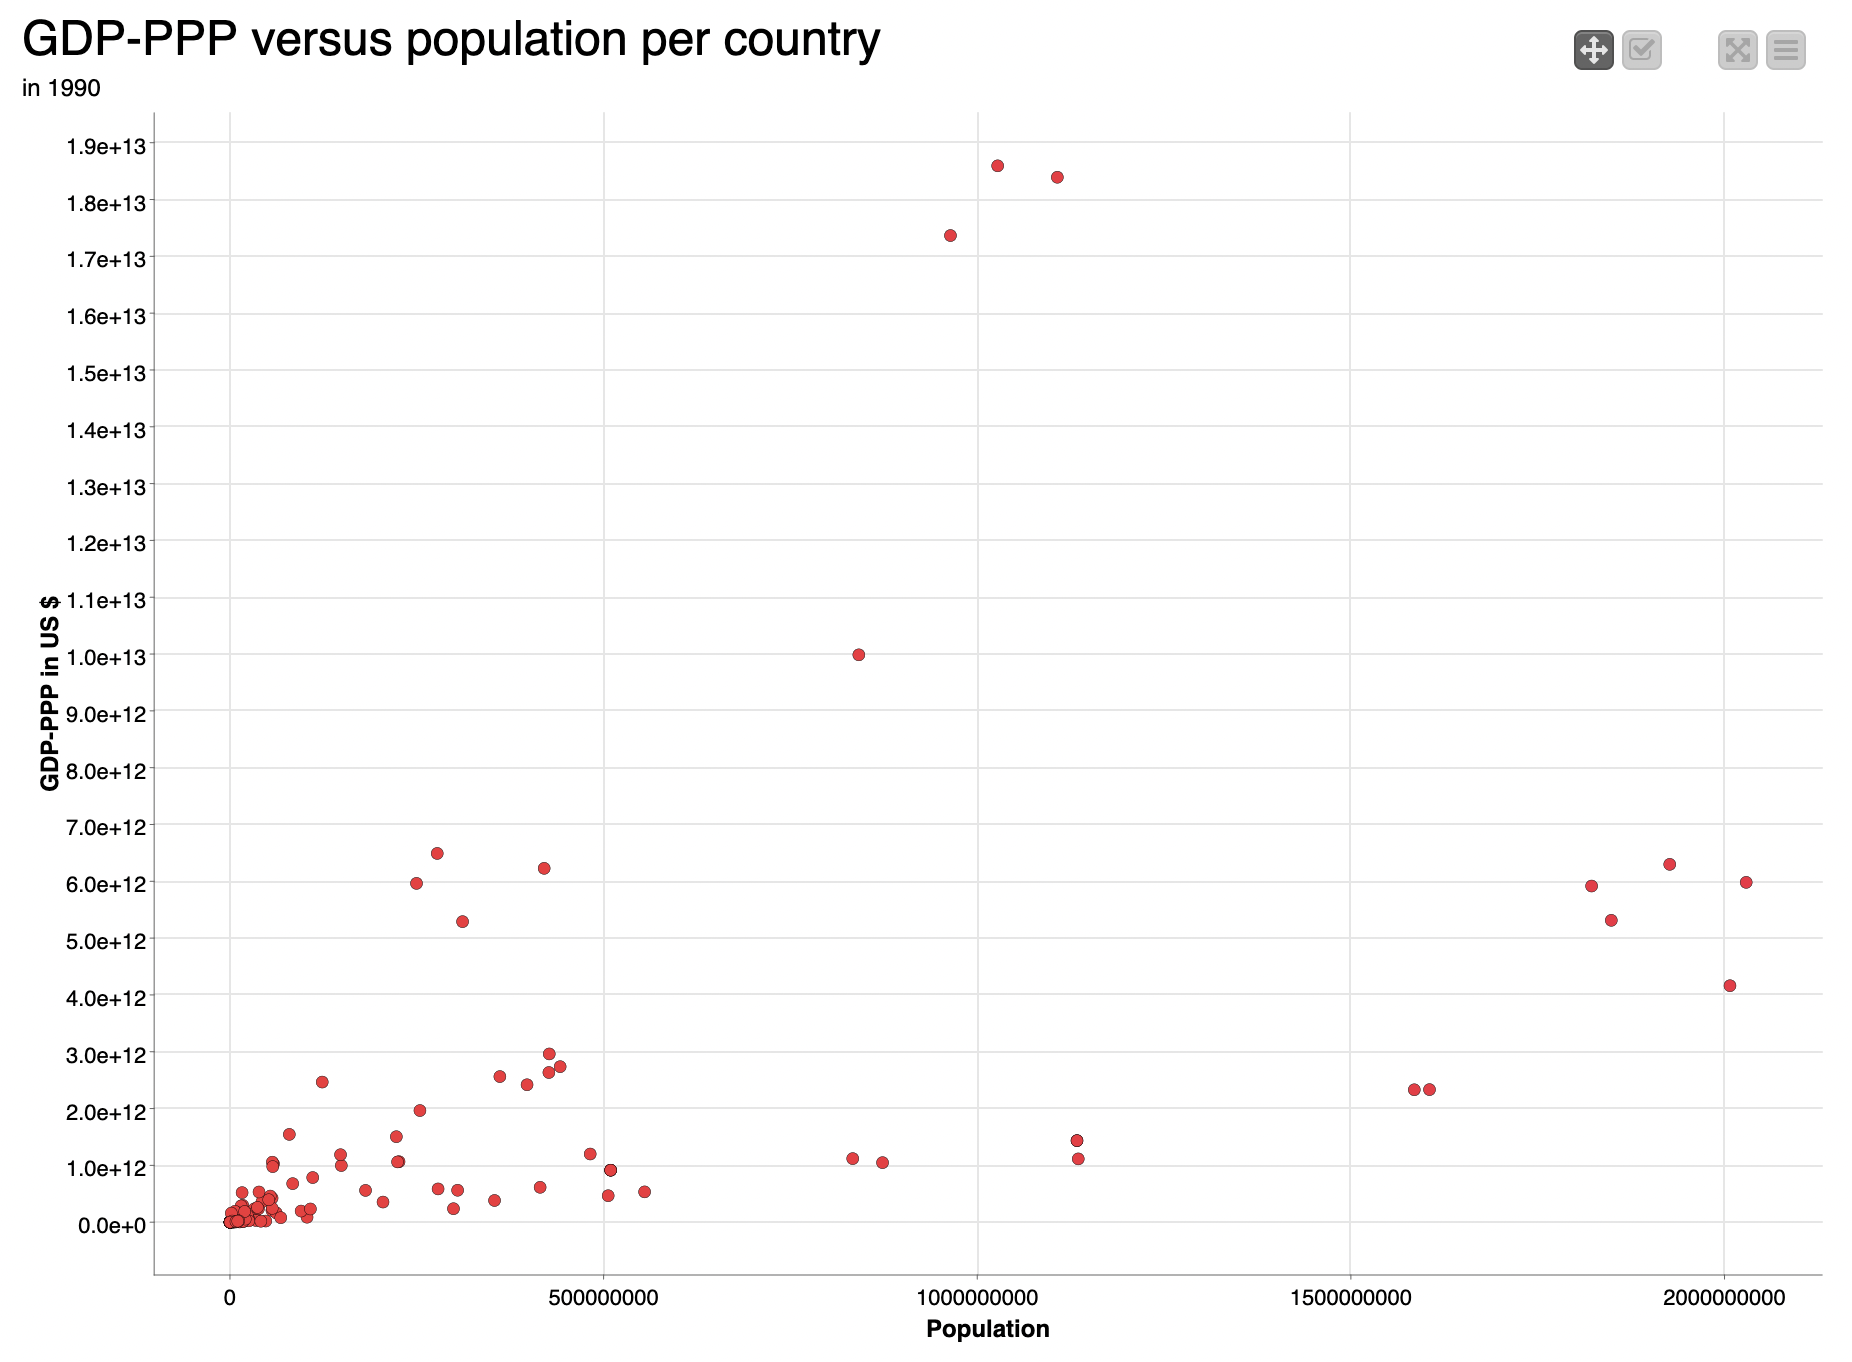 GDP-PPP versus population per country
in 1990
1.9e+13
1.8e+13
1.7e+13
1.6e+13
1.5e+13
1.4e+13
1.3e+13
1.2e+13
1.1e+13
1.0e+13
9.0e+12
8.0e+12
7.0e+12
6.0e+12
5.0e+12
4.0e+12
3.0e+12
2.0e+12
1.0e+12
0.0e+0
GDP-PPP in US $
0
500000000
1000000000
1500000000
2000000000
Population